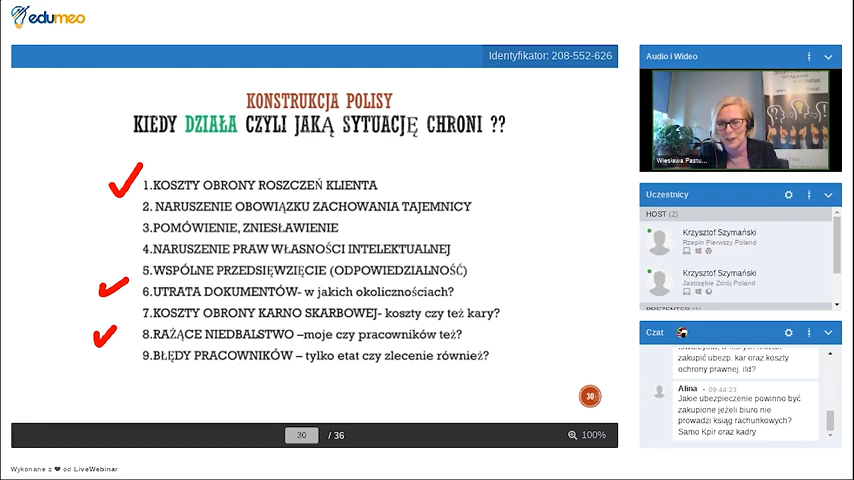 edumeo
Identyfikator: 208-552-626
KONSTRUKCJA POLISY
KIEDY DZIAŁA CZYLI JAKĄ SYTUACJĘ CHRONI ??
1.KOSZTY OBRONY ROSZCZEŃ KLIENTA
2. NARUSZENIE OBOWIĄZKU ZACHOWANIA TAJEMNICY
3.POMÓWIENIE, ZNIESŁAWIENIE
4.NARUSZENIE PRAW WŁASNOŚCI INTELEKTUALNEJ
5.WSPÓLNE PRZEDSIĘWZIĘCIE (ODPOWIEDZIALNOŚĆ)
6.UTRATA DOKUMENTÓW- w jakich okolicznościach?
7.KOSZTY OBRONY KARNO SKARBOWEJ- koszty czy też kary?
8.RAŻĄCE NIEDBALSTWO –moje czy pracowników też?
9.BŁĘDY PRACOWNIKÓW – tylko etat czy zlecenie również?
30
30 / 36
100%
Wykonane z ❤ od LiveWebinar
Audio i Wideo
Wiesława Pastu...
Uczestnicy
HOST (2)
Krzysztof Szymański
Rzepin Pierwszy Poland
Krzysztof Szymański
Jastrzębie Zdrój Poland
Czat
zakupić ubezp. kar oraz koszty
ochrony prawnej. itd?
Alina • 09:44:23
Jakie ubezpieczenie powinno być
zakupione jeżeli biuro nie
prowadzi ksiąg rachunkowych?
Samo Kpir oraz kadry